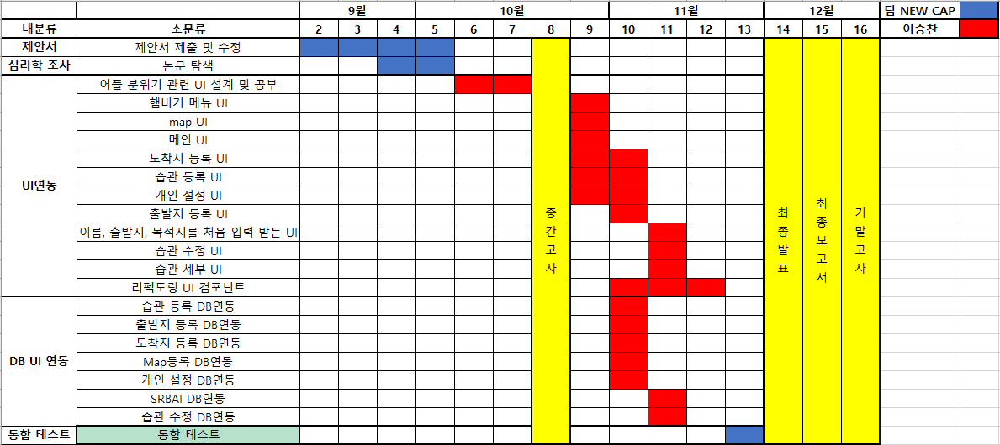 9월 10월 11월 12월 팀 NEW CAP
대분류 소문류 2 3 4 5 6 7 8 9 10 11 12 13 14 15 16 이승찬
제안서 제안서 제출 및 수정
심리학 조사 논문 탐색
어플 분위기 관련 UI 설계 및 공부
햄버거 메뉴 UI
map UI
메인 UI
도착지 등록 UI
UI연동 습관 등록 UI
개인 설정 UI
출발지 등록 UI
이름, 출발지, 목적지를 처음 입력 받는 UI
습관 수정 UI
습관 세부 UI
리펙토링 UI 컴포넌트
중간고사
최종발표
최종보고서
기말고사
습관 등록 DB연동
출발지 등록 DB연동
도착지 등록 DB연동
DB UI 연동 Map등록 DB연동
개인 설정 DB연동
SRBAI DB연동
습관 수정 DB연동
통합 테스트 통합 테스트